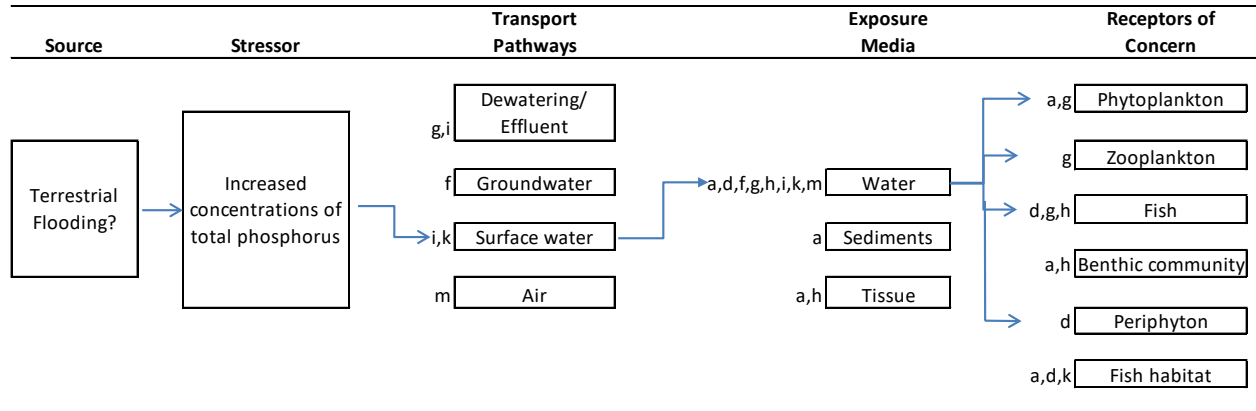 Source
Stressor
Transport
Pathways
Exposure
Media
Receptors of
Concern
Terrestrial
Flooding?
Increased
concentrations of
total phosphorus
g,i
Dewatering/
Effluent
f
Groundwater
i,k
Surface water
m
Air
a,d,f,g,h,i,k,m
Water
a
Sediments
a,h
Tissue
a,g
Phytoplankton
g
Zooplankton
d,g,h
Fish
a,h
Benthic community
d
Periphyton
a,d,k
Fish habitat